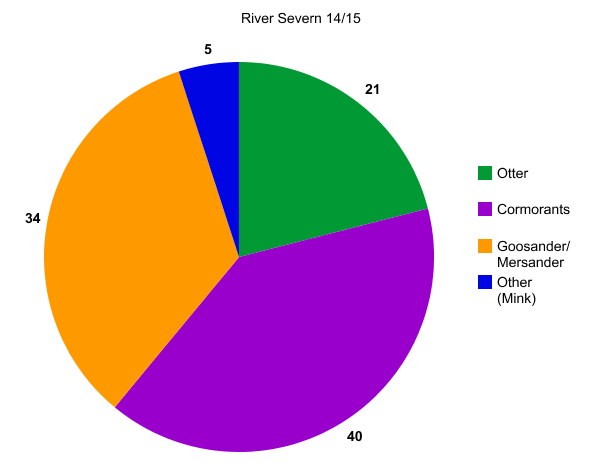 River Severn 14/15
5
21
34
40
Otter
Cormorants
Goosander/
Mersander
Other
(Mink)